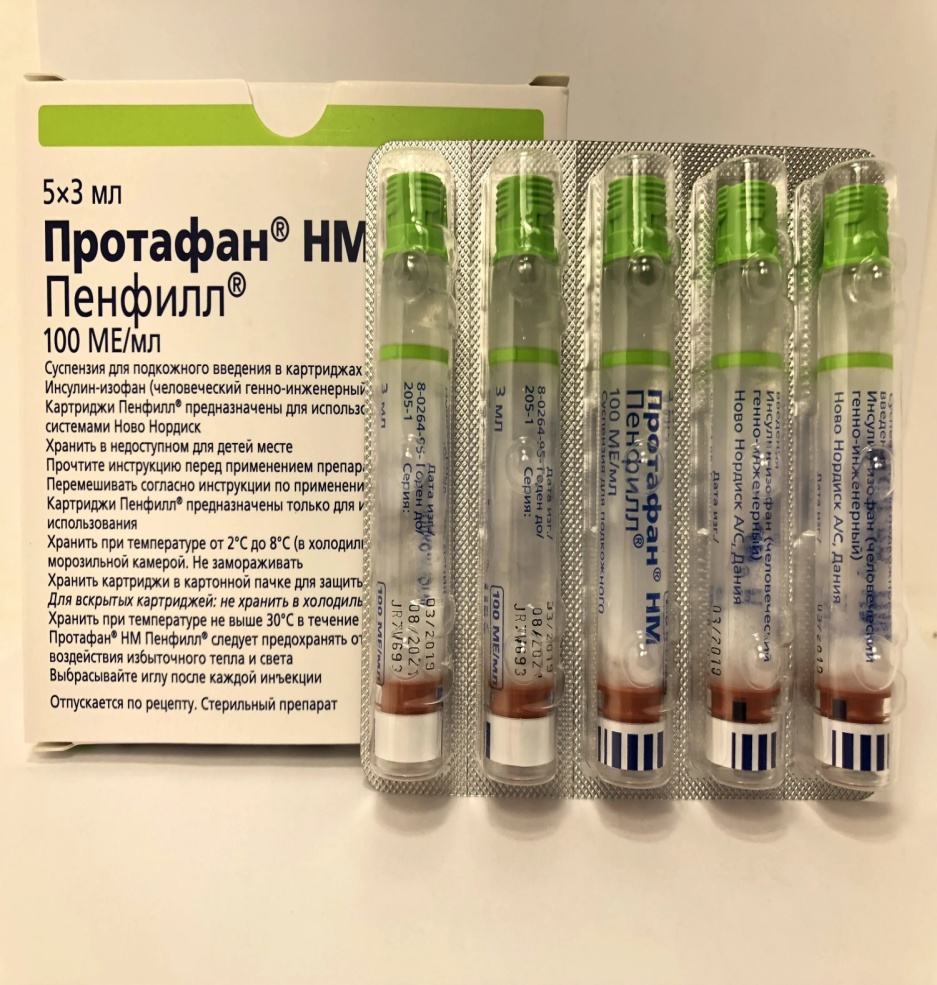 5×3 мл
Протафан® НМ
Пенфилл®
100 МЕ/мл
Суспензия для подкожного введения в картриджах
Инсулин-изофан (человеческий генно-инженерный
Картриджи Пенфилл® предназначены для
системами Ново Нордиск
Хранить в недоступном для детей месте
Прочтите инструкцию перед применением
Перемешивать согласно инструкции по
Картриджи Пенфилл® предназначены только для
использования
Хранить при температуре от 2°C до 8°C (в
морозильной камерой. Не замораживать
Хранить картриджи в картонной пачке для
Для вскрытых картриджей: не хранить в
Хранить при температуре не выше 30°C в течение
Протафан® НМ Пенфилл® следует предохранять
воздействия избыточного тепла и света
Выбрасывайте иглу после каждой инъекции
Отпускается по рецепту. Стерильный препарат
3 мл
8-0264-95-
205-1
Дата изг./
Годен до/
Серия:
100 МЕ/мл
03/2019
08/2021
JR7V693
3 мл
8-0264-95-
205-1
Дата изг./
Годен до/
Серия:
100 МЕ/мл
03/2019
08/2021
JR7V693
Протафан® НМ
Пенфилл®
100 МЕ/мл
Суспензия для подкожного
введения
Инсулин-изофан (человеческий
генно-инженерный)
Ново Нордиск А/С, Дания
Дата изг./
03/2019
Инсулин-изофан (человеческий
генно-инженерный)
Ново Нордиск А/С, Дания
Дата изг./
03/2019